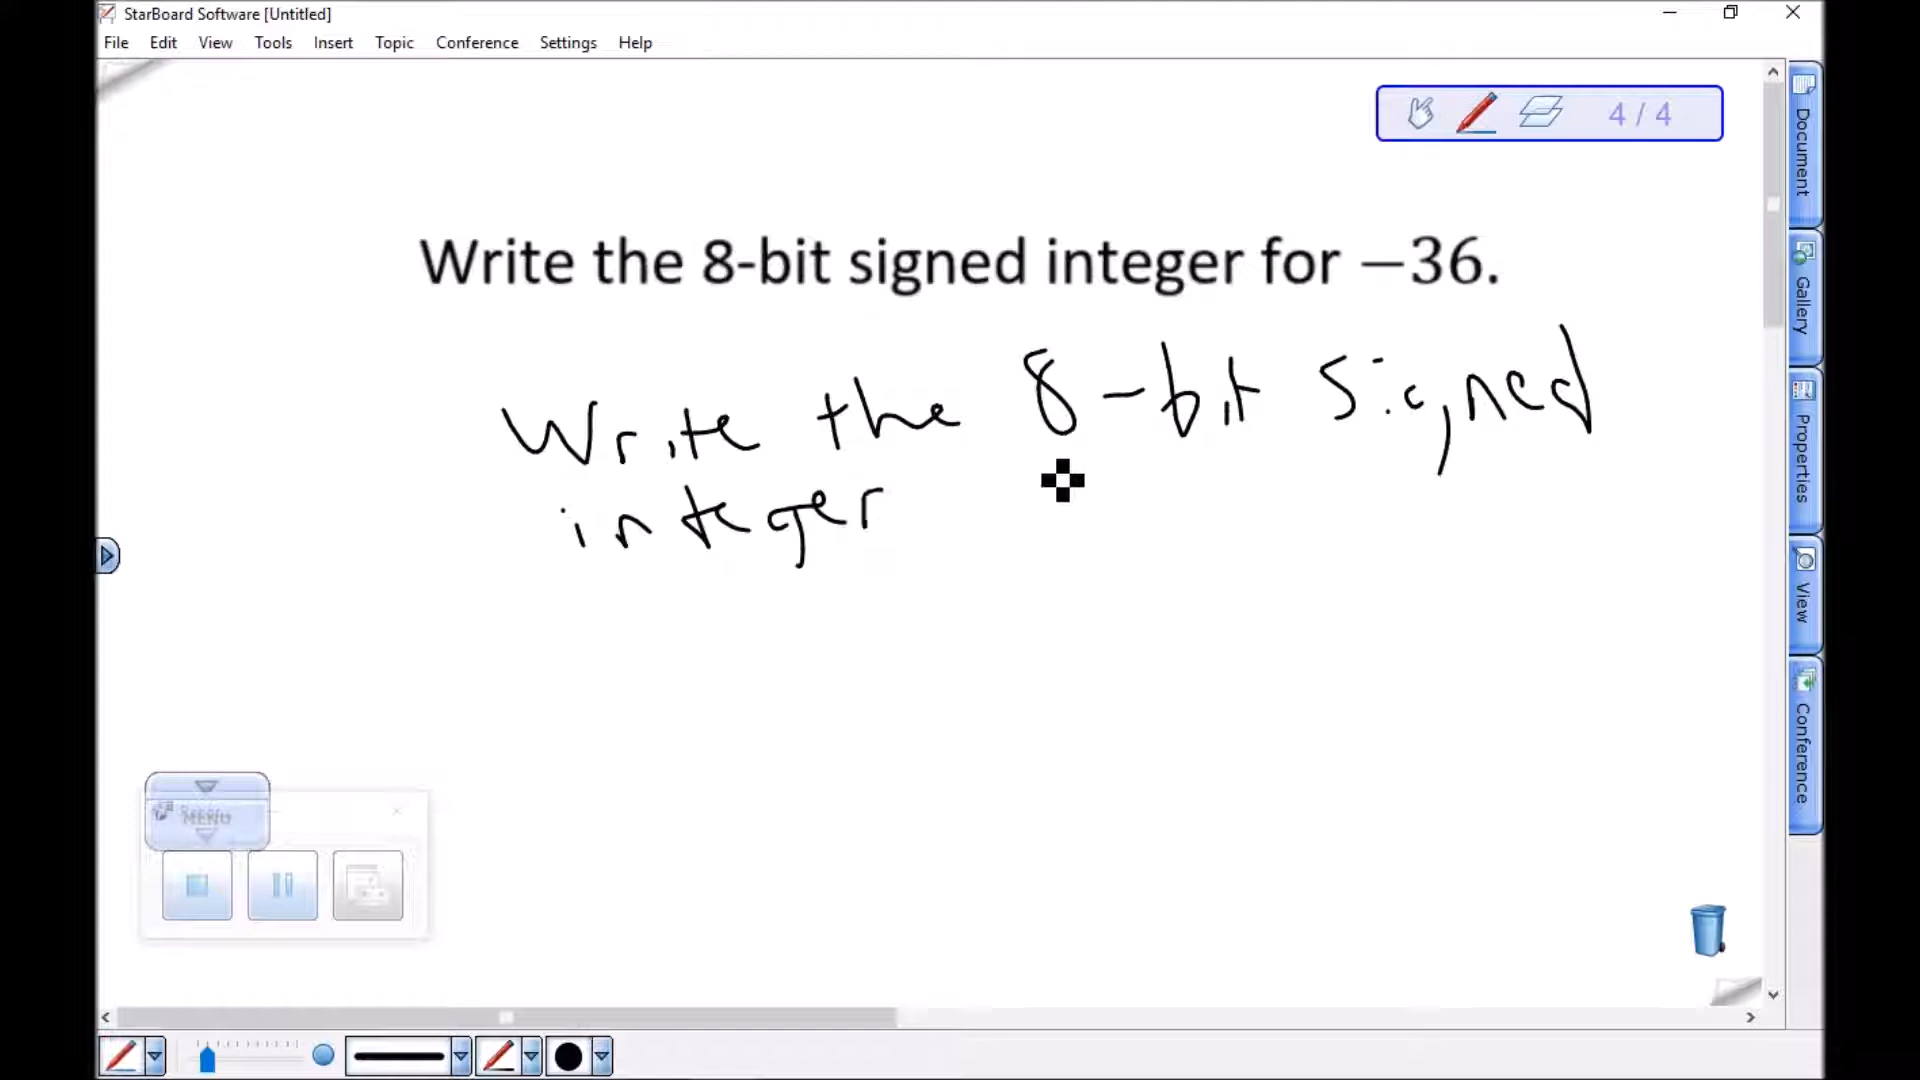 StarBoard Software [Untitled]
File Edit View Tools Insert Topic Conference Settings Help
4 / 4
Write the 8-bit signed integer for −36.
Write the 8-bit signed
integer
MENU
Document
Gallery
Properties
View
Conference